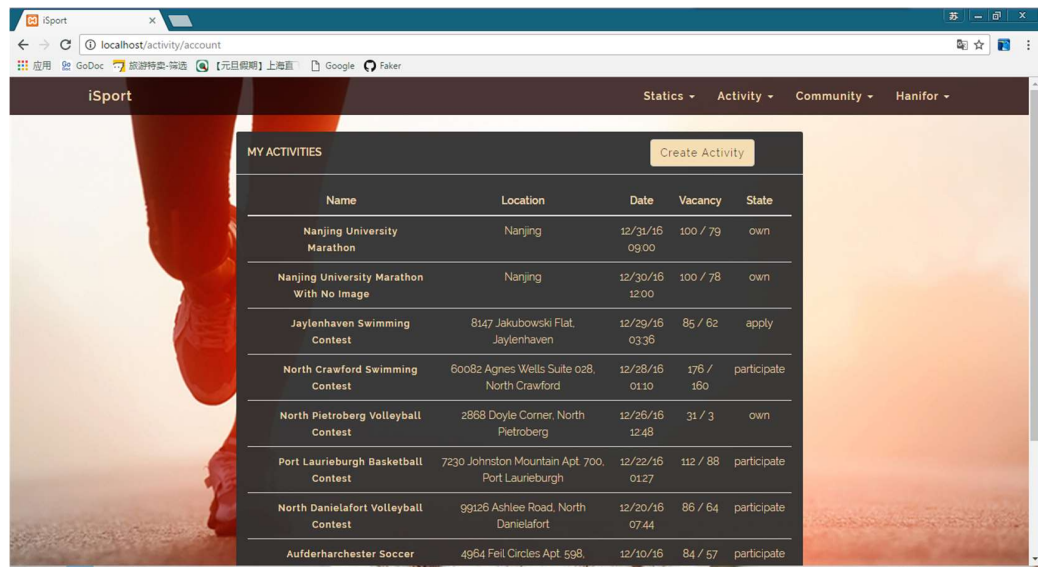 iSport
苏
localhost/activity/account
应用 GoDoc 旅游特卖-筛选 【元旦假期】上海直 Google Faker
iSport Statics Activity Community Hanifor
MY ACTIVITIES Create Activity
Name Location Date Vacancy State
Nanjing University Nanjing 12/31/16 100 / 79 own
Marathon 09:00
Nanjing University Marathon Nanjing 12/30/16 100 / 78 own
With No Image 12:00
Jaylenhaven Swimming 8147 Jakubowski Flat, 12/29/16 85 / 62 apply
Contest Jaylenhaven 03:36
North Crawford Swimming 60082 Agnes Wells Suite 028, 12/28/16 176 / participate
Contest North Crawford 01:10 160
North Pietroberg Volleyball 2868 Doyle Corner, North 12/26/16 31 / 3 own
Contest Pietroberg 12:48
Port Laurieburgh Basketball 7230 Johnston Mountain Apt. 700, 12/22/16 112 / 88 participate
Contest Port Laurieburgh 01:27
North Danielafort Volleyball 99126 Ashlee Road, North 12/20/16 86 / 64 participate
Contest Danielafort 07:44
Aufderharchester Soccer 4964 Feil Circles Apt. 598, 12/10/16 84 / 57 participate